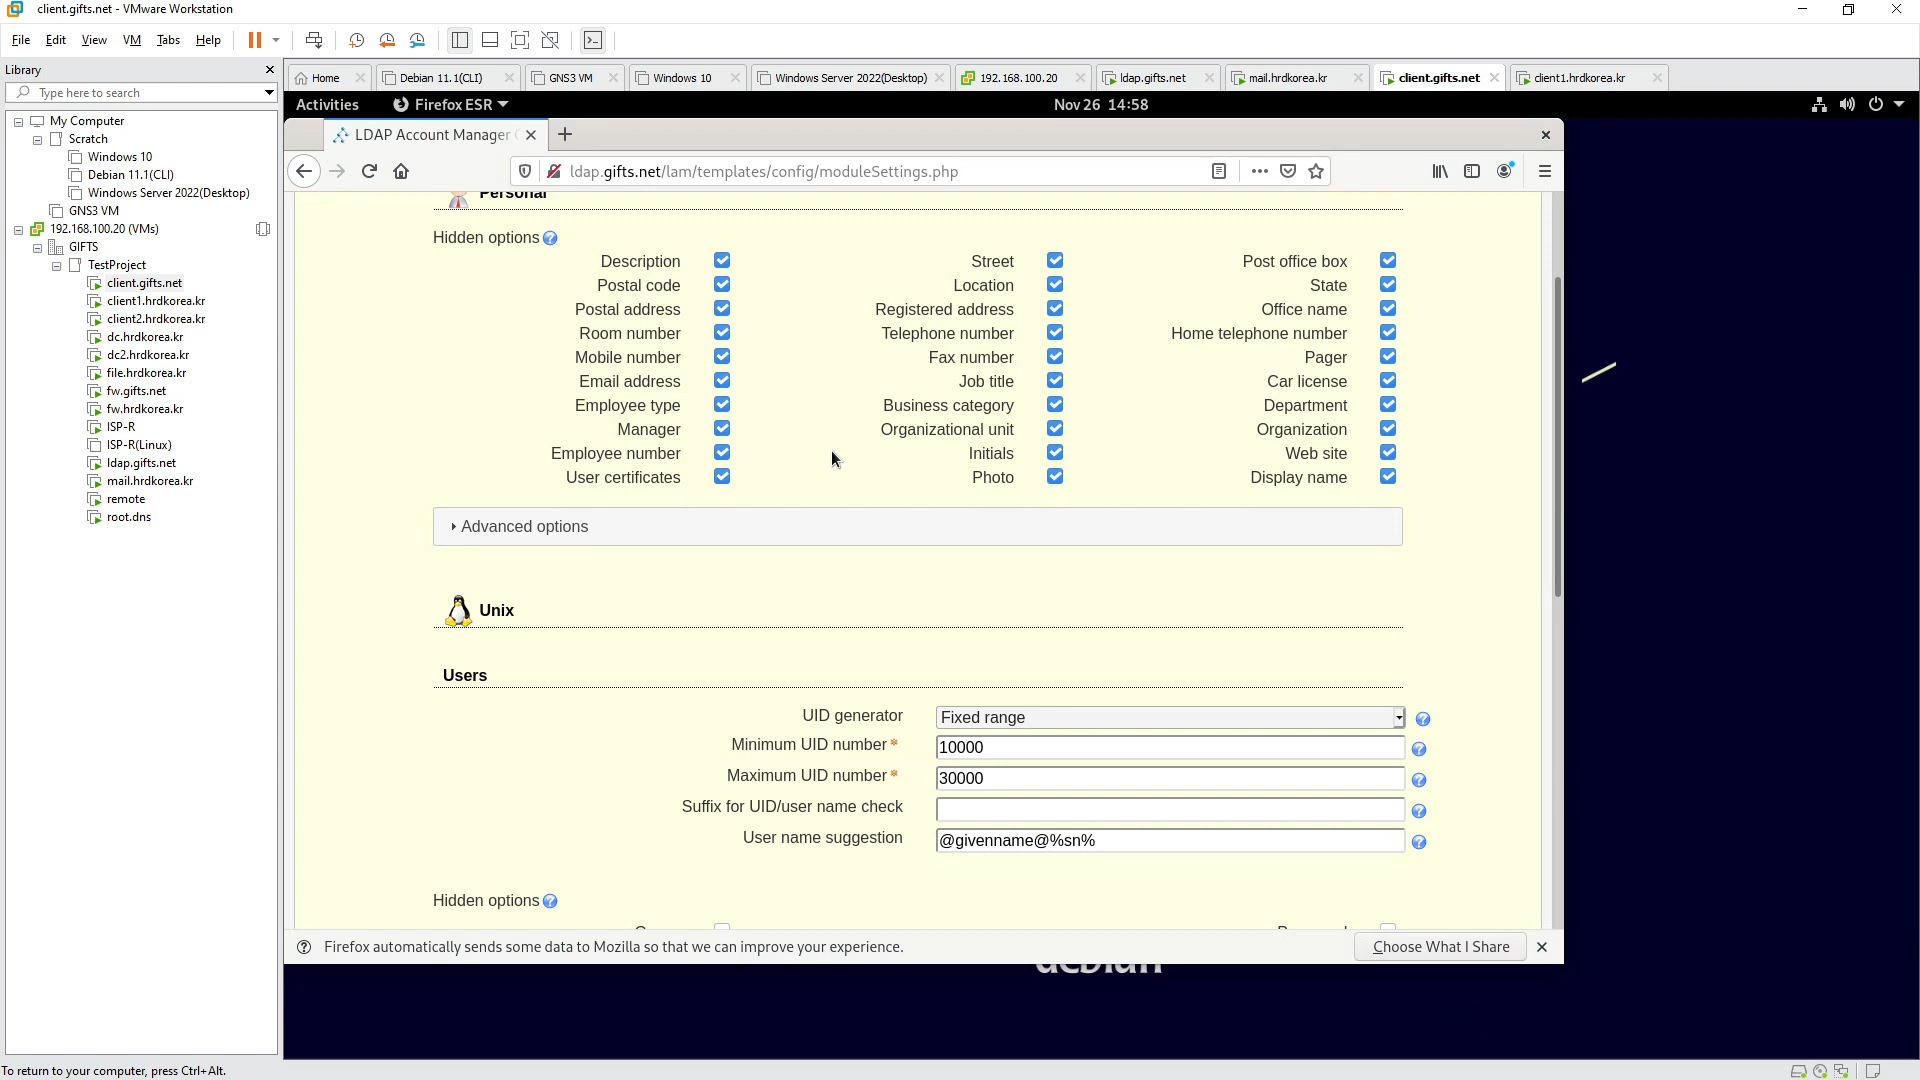 client.gifts.net - VMware Workstation
File Edit View VM Tabs Help
Library
Type here to search
My Computer
Scratch
Windows 10
Debian 11.1(CLI)
Windows Server 2022(Desktop)
GNS3 VM
192.168.100.20 (VMs)
GIFTS
TestProject
client.gifts.net
client1.hrdkorea.kr
client2.hrdkorea.kr
dc.hrdkorea.kr
dc2.hrdkorea.kr
file.hrdkorea.kr
fw.gifts.net
fw.hrdkorea.kr
ISP-R
ISP-R(Linux)
ldap.gifts.net
mail.hrdkorea.kr
remote
root.dns
Home Debian 11.1(CLI) GNS3 VM Windows 10 Windows Server 2022(Desktop) 192.168.100.20 ldap.gifts.net mail.hrdkorea.kr client.gifts.net client1.hrdkorea.kr
Activities Firefox ESR Nov 26 14:58
LDAP Account Manager
ldap.gifts.net/lam/templates/config/moduleSettings.php
Personal
Hidden options
Description Street Post office box
Postal code Location State
Postal address Registered address Office name
Room number Telephone number Home telephone number
Mobile number Fax number Pager
Email address Job title Car license
Employee type Business category Department
Manager Organizational unit Organization
Employee number Initials Web site
User certificates Photo Display name
Advanced options
Unix
Users
UID generator Fixed range
Minimum UID number* 10000
Maximum UID number* 30000
Suffix for UID/user name check
User name suggestion @givenname@%sn%
Hidden options
Firefox automatically sends some data to Mozilla so that we can improve your experience. Choose What I Share
debian
To return to your computer, press Ctrl+Alt.